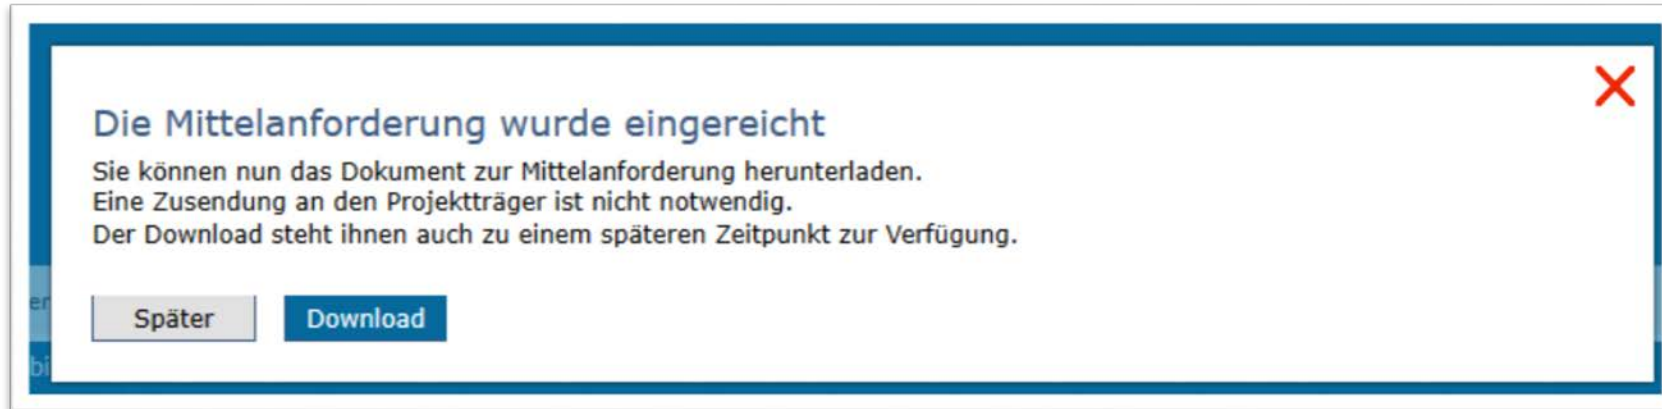 Die Mittelanforderung wurde eingereicht
Sie können nun das Dokument zur Mittelanforderung herunterladen.
Eine Zusendung an den Projektträger ist nicht notwendig.
Der Download steht ihnen auch zu einem späteren Zeitpunkt zur Verfügung.
Später Download